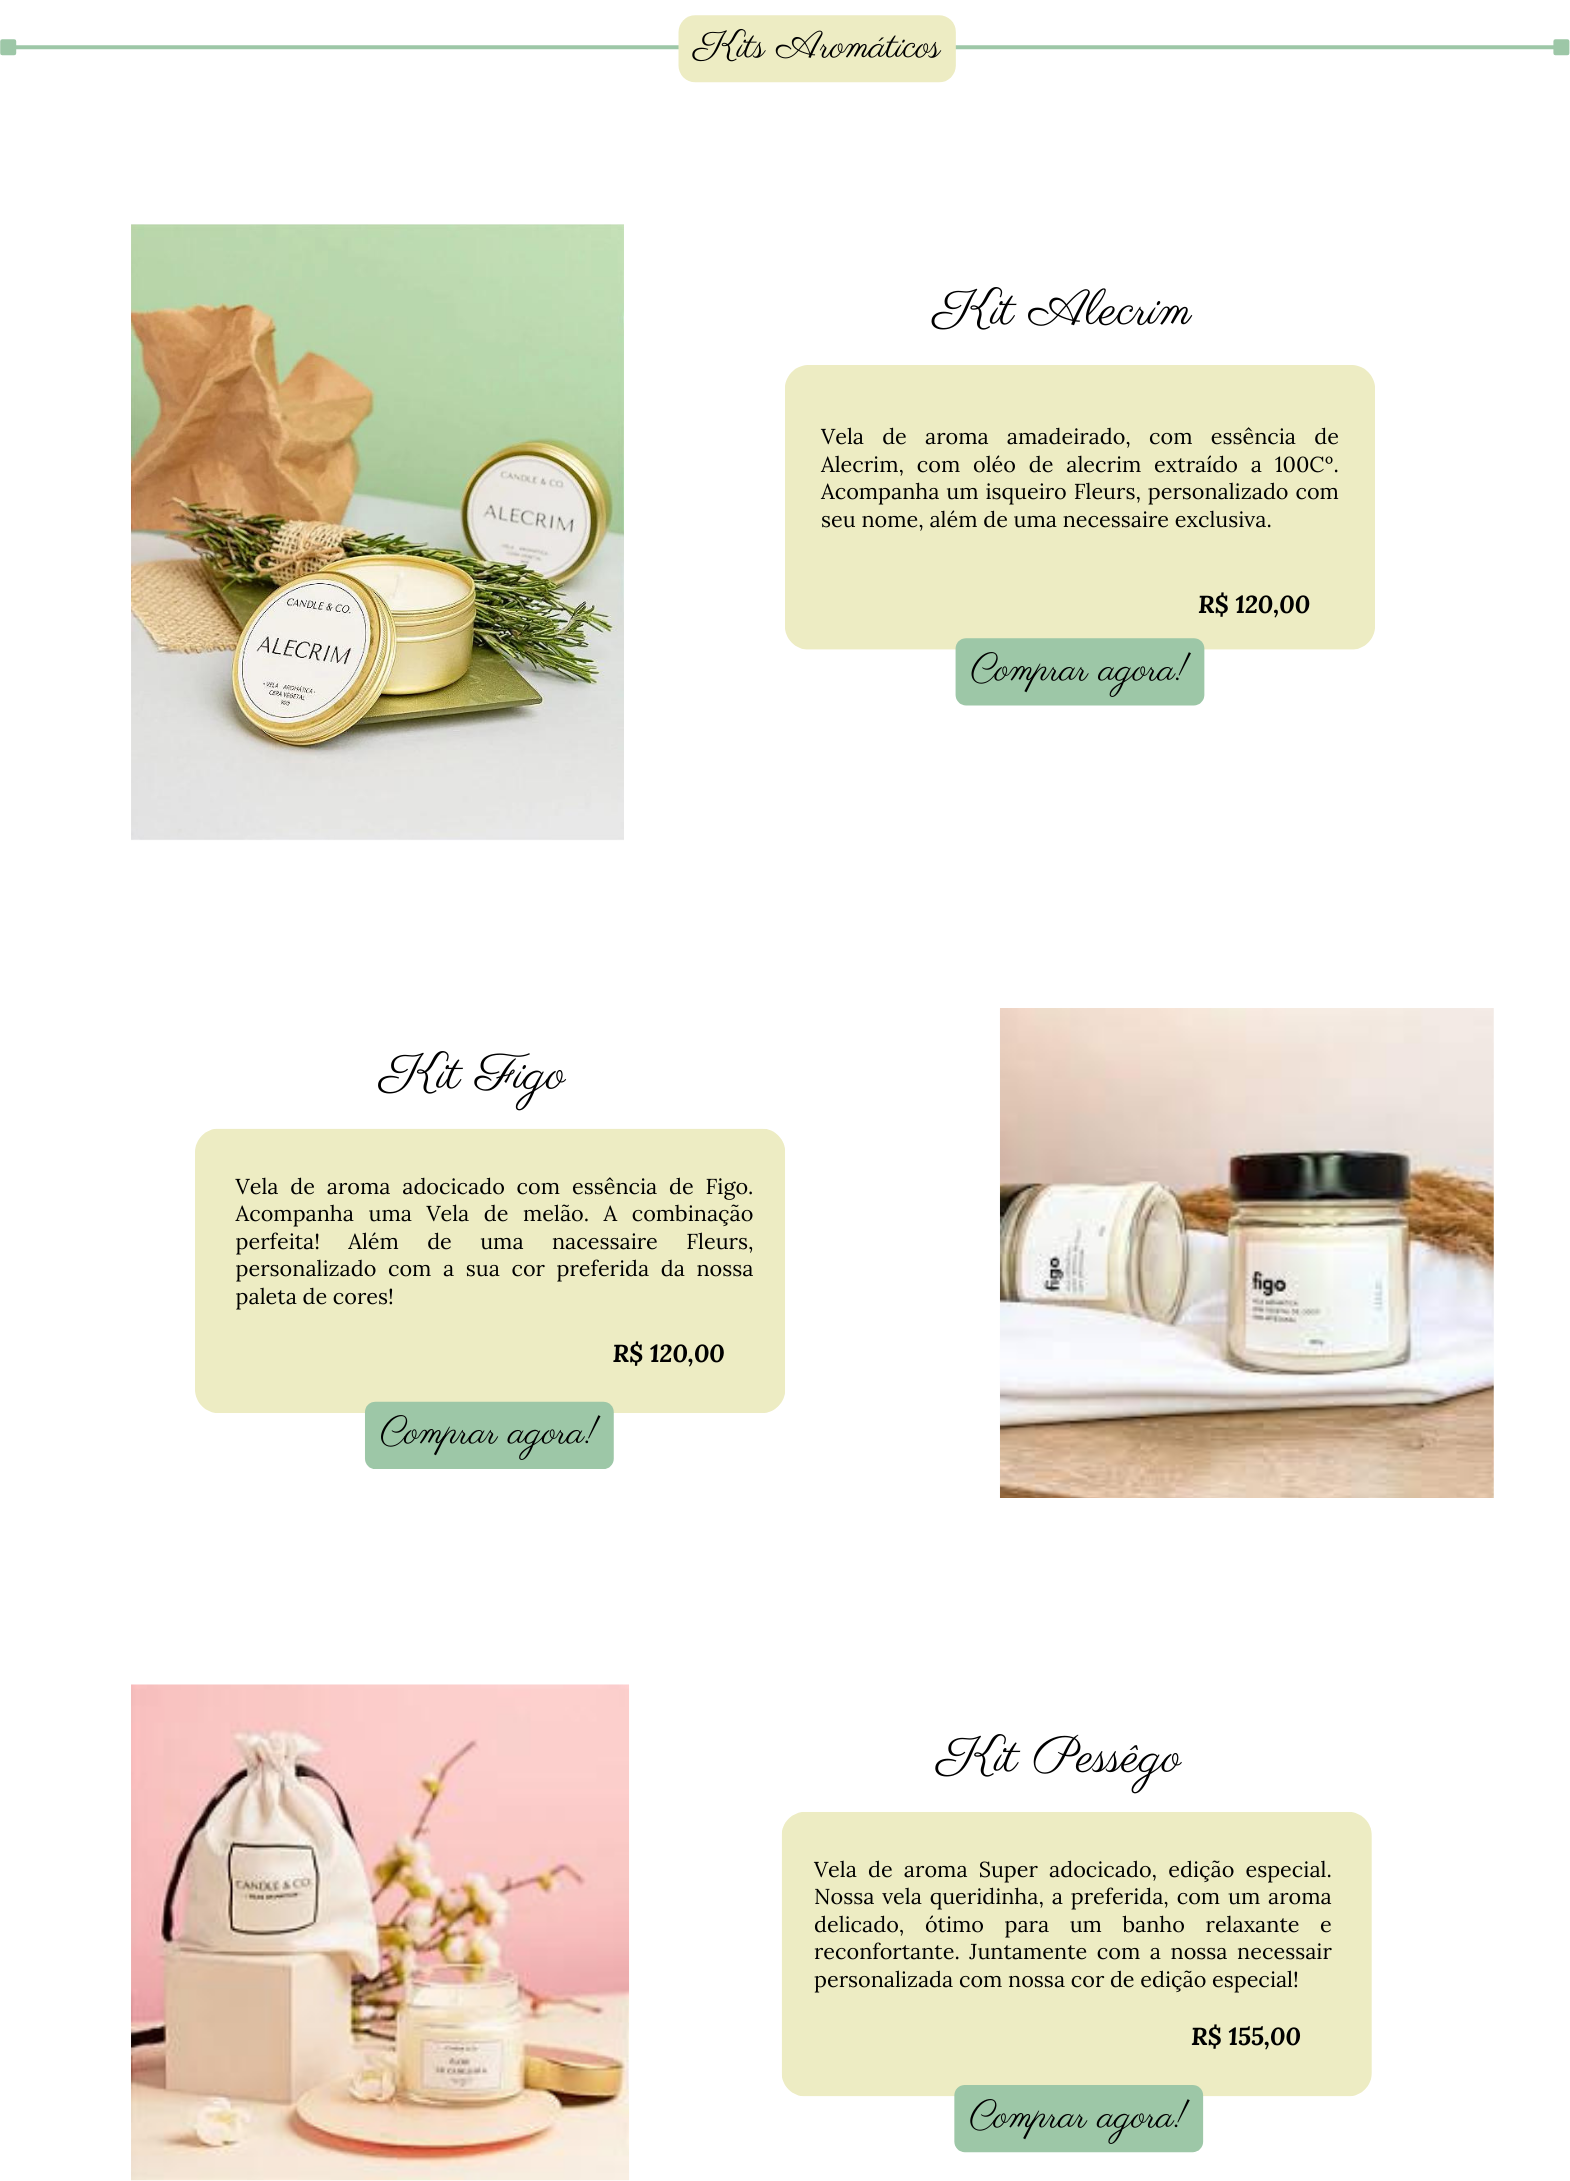 Kits Aromáticos
CANDLE & CO.
ALECRIM
CANDLE & CO.
ALECRIM
VELA AROMÁTICA
CERA VEGETAL
Kit Alecrim
Vela de aroma amadeirado, com essência de
Alecrim, com oléo de alecrim extraído a 100Cº.
Acompanha um isqueiro Fleurs, personalizado com
seu nome, além de uma necessaire exclusiva.
R$ 120,00
Comprar agora!
Kit Figo
Vela de aroma adocicado com essência de Figo.
Acompanha uma Vela de melão. A combinação
perfeita! Além de uma nacessaire Fleurs,
personalizado com a sua cor preferida da nossa
paleta de cores!
R$ 120,00
Comprar agora!
figo
figo
CANDLE & CO.
Kit Pessêgo
Vela de aroma Super adocicado, edição especial.
Nossa vela queridinha, a preferida, com um aroma
delicado, ótimo para um banho relaxante e
reconfortante. Juntamente com a nossa necessair
personalizada com nossa cor de edição especial!
R$ 155,00
Comprar agora!